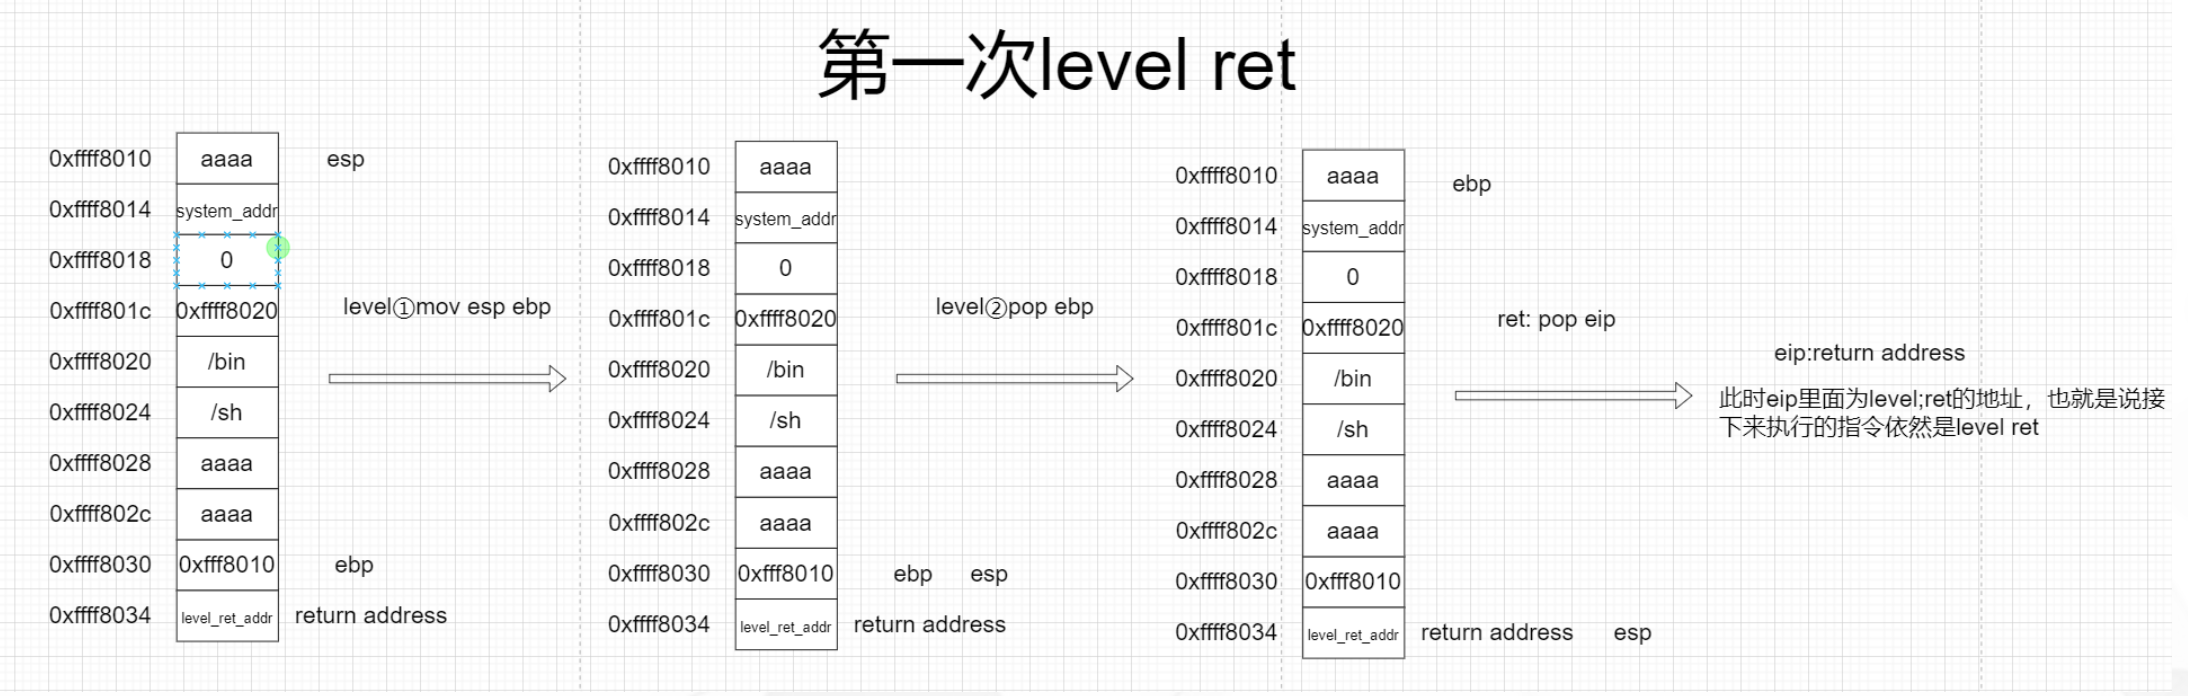 第一次level ret
0xffff8010 aaaa esp
0xffff8014 system_addr
0xffff8018 0
0xffff801c 0xffff8020
0xffff8020 /bin
0xffff8024 /sh
0xffff8028 aaaa
0xffff802c aaaa
0xffff8030 0xfff8010 ebp
0xffff8034 level_ret_addr return address
level①mov esp ebp
0xffff8010 aaaa
0xffff8014 system_addr
0xffff8018 0
0xffff801c 0xffff8020
0xffff8020 /bin
0xffff8024 /sh
0xffff8028 aaaa
0xffff802c aaaa
0xffff8030 0xfff8010 ebp esp
0xffff8034 level_ret_addr return address
level②pop ebp
0xffff8010 aaaa ebp
0xffff8014 system_addr
0xffff8018 0
0xffff801c 0xffff8020
0xffff8020 /bin
0xffff8024 /sh
0xffff8028 aaaa
0xffff802c aaaa
0xffff8030 0xfff8010
0xffff8034 level_ret_addr return address esp
ret: pop eip
eip:return address
此时eip里面为level;ret的地址，也就是说接
下来执行的指令依然是level ret